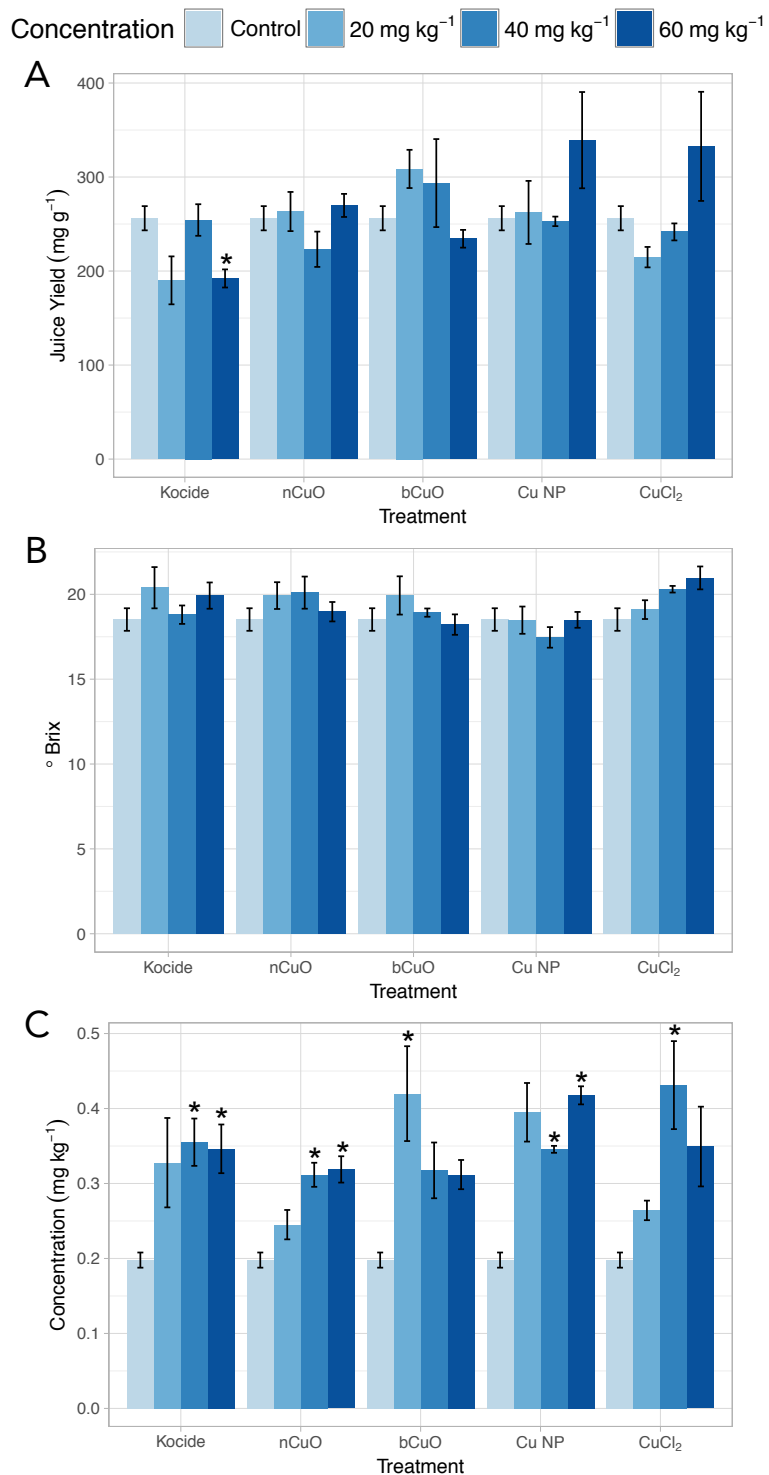 Concentration Control 20 mg kg⁻¹ 40 mg kg⁻¹ 60 mg kg⁻¹
A
400
300
200
100
0
Juice Yield (mg g⁻¹)
*
Kocide nCuO bCuO Cu NP CuCl₂
Treatment
B
20
15
10
5
0
° Brix
Kocide nCuO bCuO Cu NP CuCl₂
Treatment
C
0.5
0.4
0.3
0.2
0.1
0.0
Concentration (mg kg⁻¹)
* * * * * * * *
Kocide nCuO bCuO Cu NP CuCl₂
Treatment